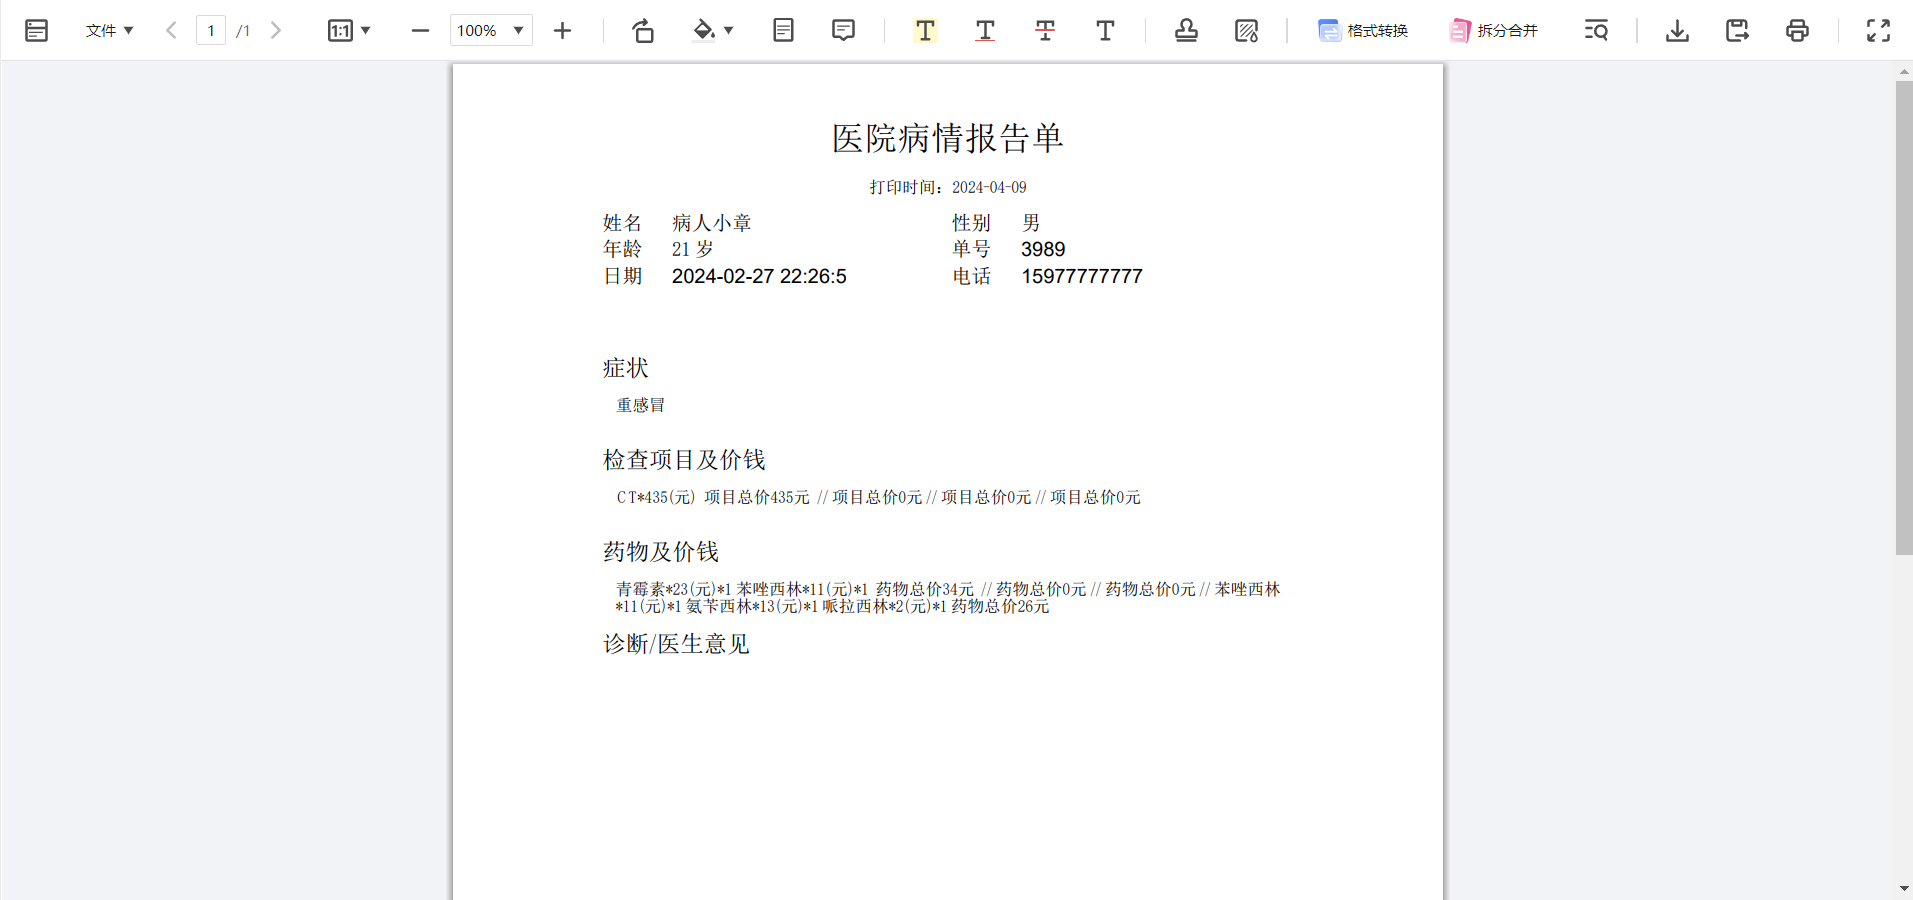 文件 1 /1 1:1 100% T T T T 格式转换 拆分合并
医院病情报告单
打印时间：2024-04-09
姓名 病人小章 性别 男
年龄 21 岁 单号 3989
日期 2024-02-27 22:26:5 电话 15977777777
症状
重感冒
检查项目及价钱
CT*435(元) 项目总价435元 // 项目总价0元 // 项目总价0元 // 项目总价0元
药物及价钱
青霉素*23(元)*1 苯唑西林*11(元)*1 药物总价34元 // 药物总价0元 // 药物总价0元 // 苯唑西林
*11(元)*1 氨苄西林*13(元)*1 哌拉西林*2(元)*1 药物总价26元
诊断/医生意见